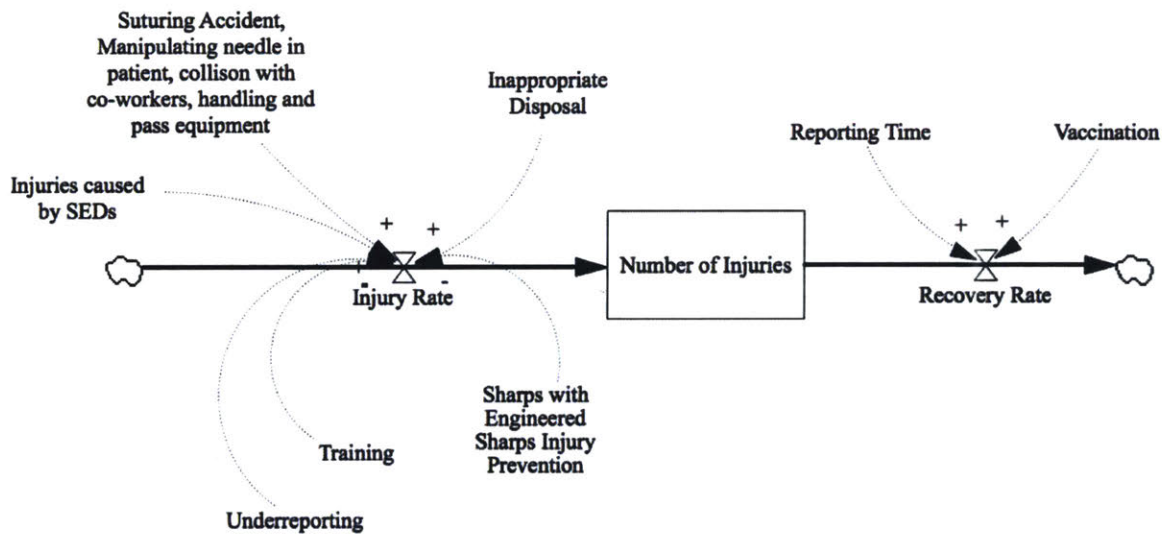 Suturing Accident,
Manipulating needle in
patient, collison with
co-workers, handling and
pass equipment
Inappropriate
Disposal
Reporting Time
Vaccination
Injuries caused
by SEDs
+
+
+
+
Number of Injuries
-
-
Injury Rate
Recovery Rate
Sharps with
Engineered
Sharps Injury
Prevention
Training
Underreporting